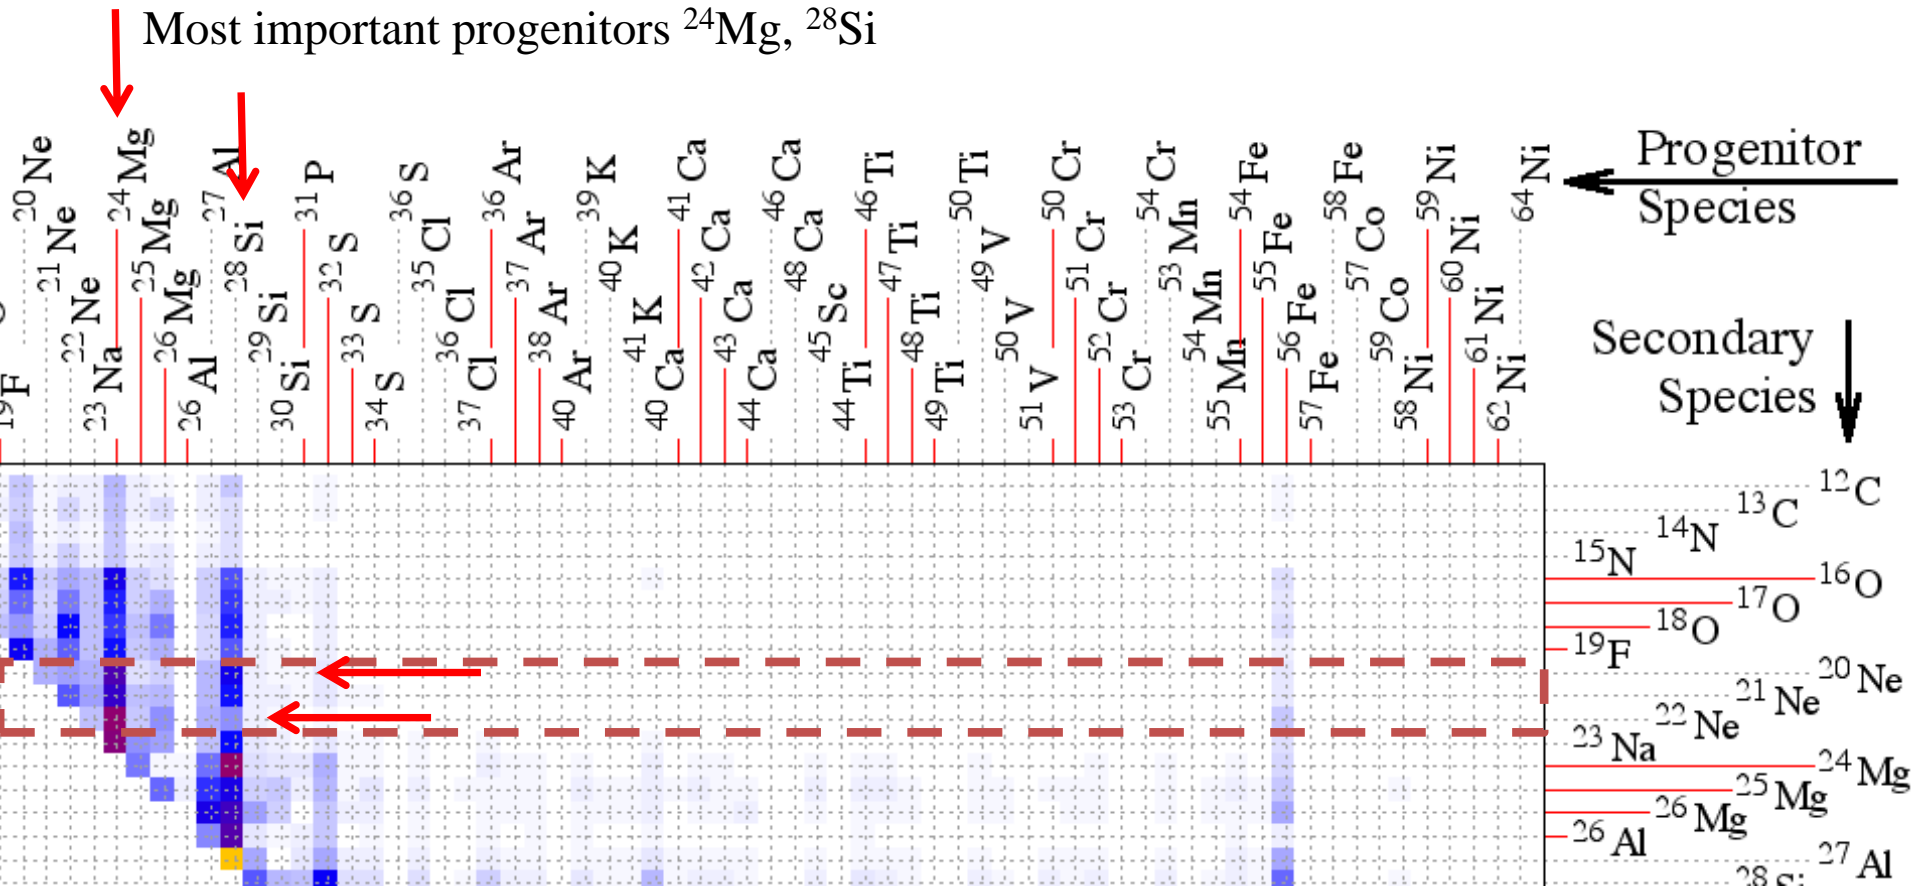 Most important progenitors ²⁴Mg, ²⁸Si
²⁰Ne ²⁴Mg ²⁷Al ³¹P ³⁶S ³⁶Ar ³⁹K ⁴¹Ca ⁴⁶Ca ⁴⁶Ti ⁵⁰Ti ⁵⁰Cr ⁵⁴Cr ⁵⁴Fe ⁵⁸Fe ⁵⁹Ni ⁶⁴Ni
²¹Ne ²⁵Mg ²⁸Si ³²S ³⁵Cl ³⁷Ar ⁴⁰K ⁴²Ca ⁴⁸Ca ⁴⁷Ti ⁴⁹V ⁵¹Cr ⁵³Mn ⁵⁵Fe ⁵⁷Co ⁶⁰Ni
²²Ne ²⁶Mg ²⁹Si ³³S ³⁶Cl ³⁸Ar ⁴¹K ⁴³Ca ⁴⁵Sc ⁴⁸Ti ⁵⁰V ⁵²Cr ⁵⁴Mn ⁵⁶Fe ⁵⁹Co ⁶¹Ni
¹⁹F ²³Na ²⁶Al ³⁰Si ³⁴S ³⁷Cl ⁴⁰Ar ⁴⁰Ca ⁴⁴Ca ⁴⁴Ti ⁴⁹Ti ⁵¹V ⁵³Cr ⁵⁵Mn ⁵⁷Fe ⁵⁸Ni ⁶²Ni
Progenitor
Species
Secondary
Species
¹²C
¹³C
¹⁴N
¹⁵N
¹⁶O
¹⁷O
¹⁸O
¹⁹F
²⁰Ne
²¹Ne
²²Ne
²³Na
²⁴Mg
²⁵Mg
²⁶Mg
²⁶Al
²⁷Al
²⁸Si